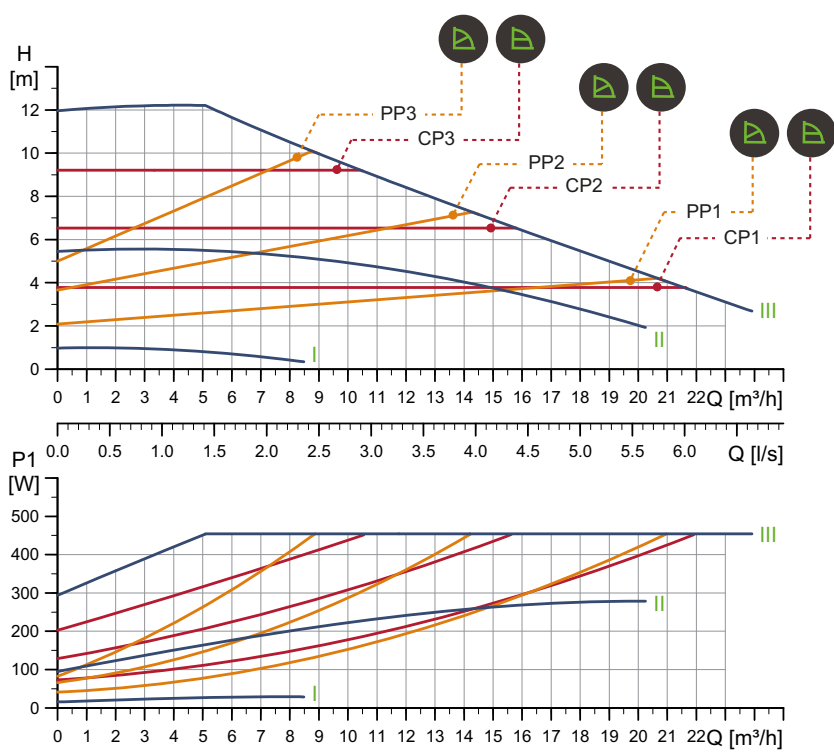 H
[m]
12
10
8
6
4
2
0
PP3
CP3
PP2
CP2
PP1
CP1
III
II
I
0 1 2 3 4 5 6 7 8 9 10 11 12 13 14 15 16 17 18 19 20 21 22 Q [m³/h]
0.0 0.5 1.0 1.5 2.0 2.5 3.0 3.5 4.0 4.5 5.0 5.5 6.0 Q [l/s]
P1
[W]
500
400
300
200
100
0
III
II
I
0 1 2 3 4 5 6 7 8 9 10 11 12 13 14 15 16 17 18 19 20 21 22 Q [m³/h]